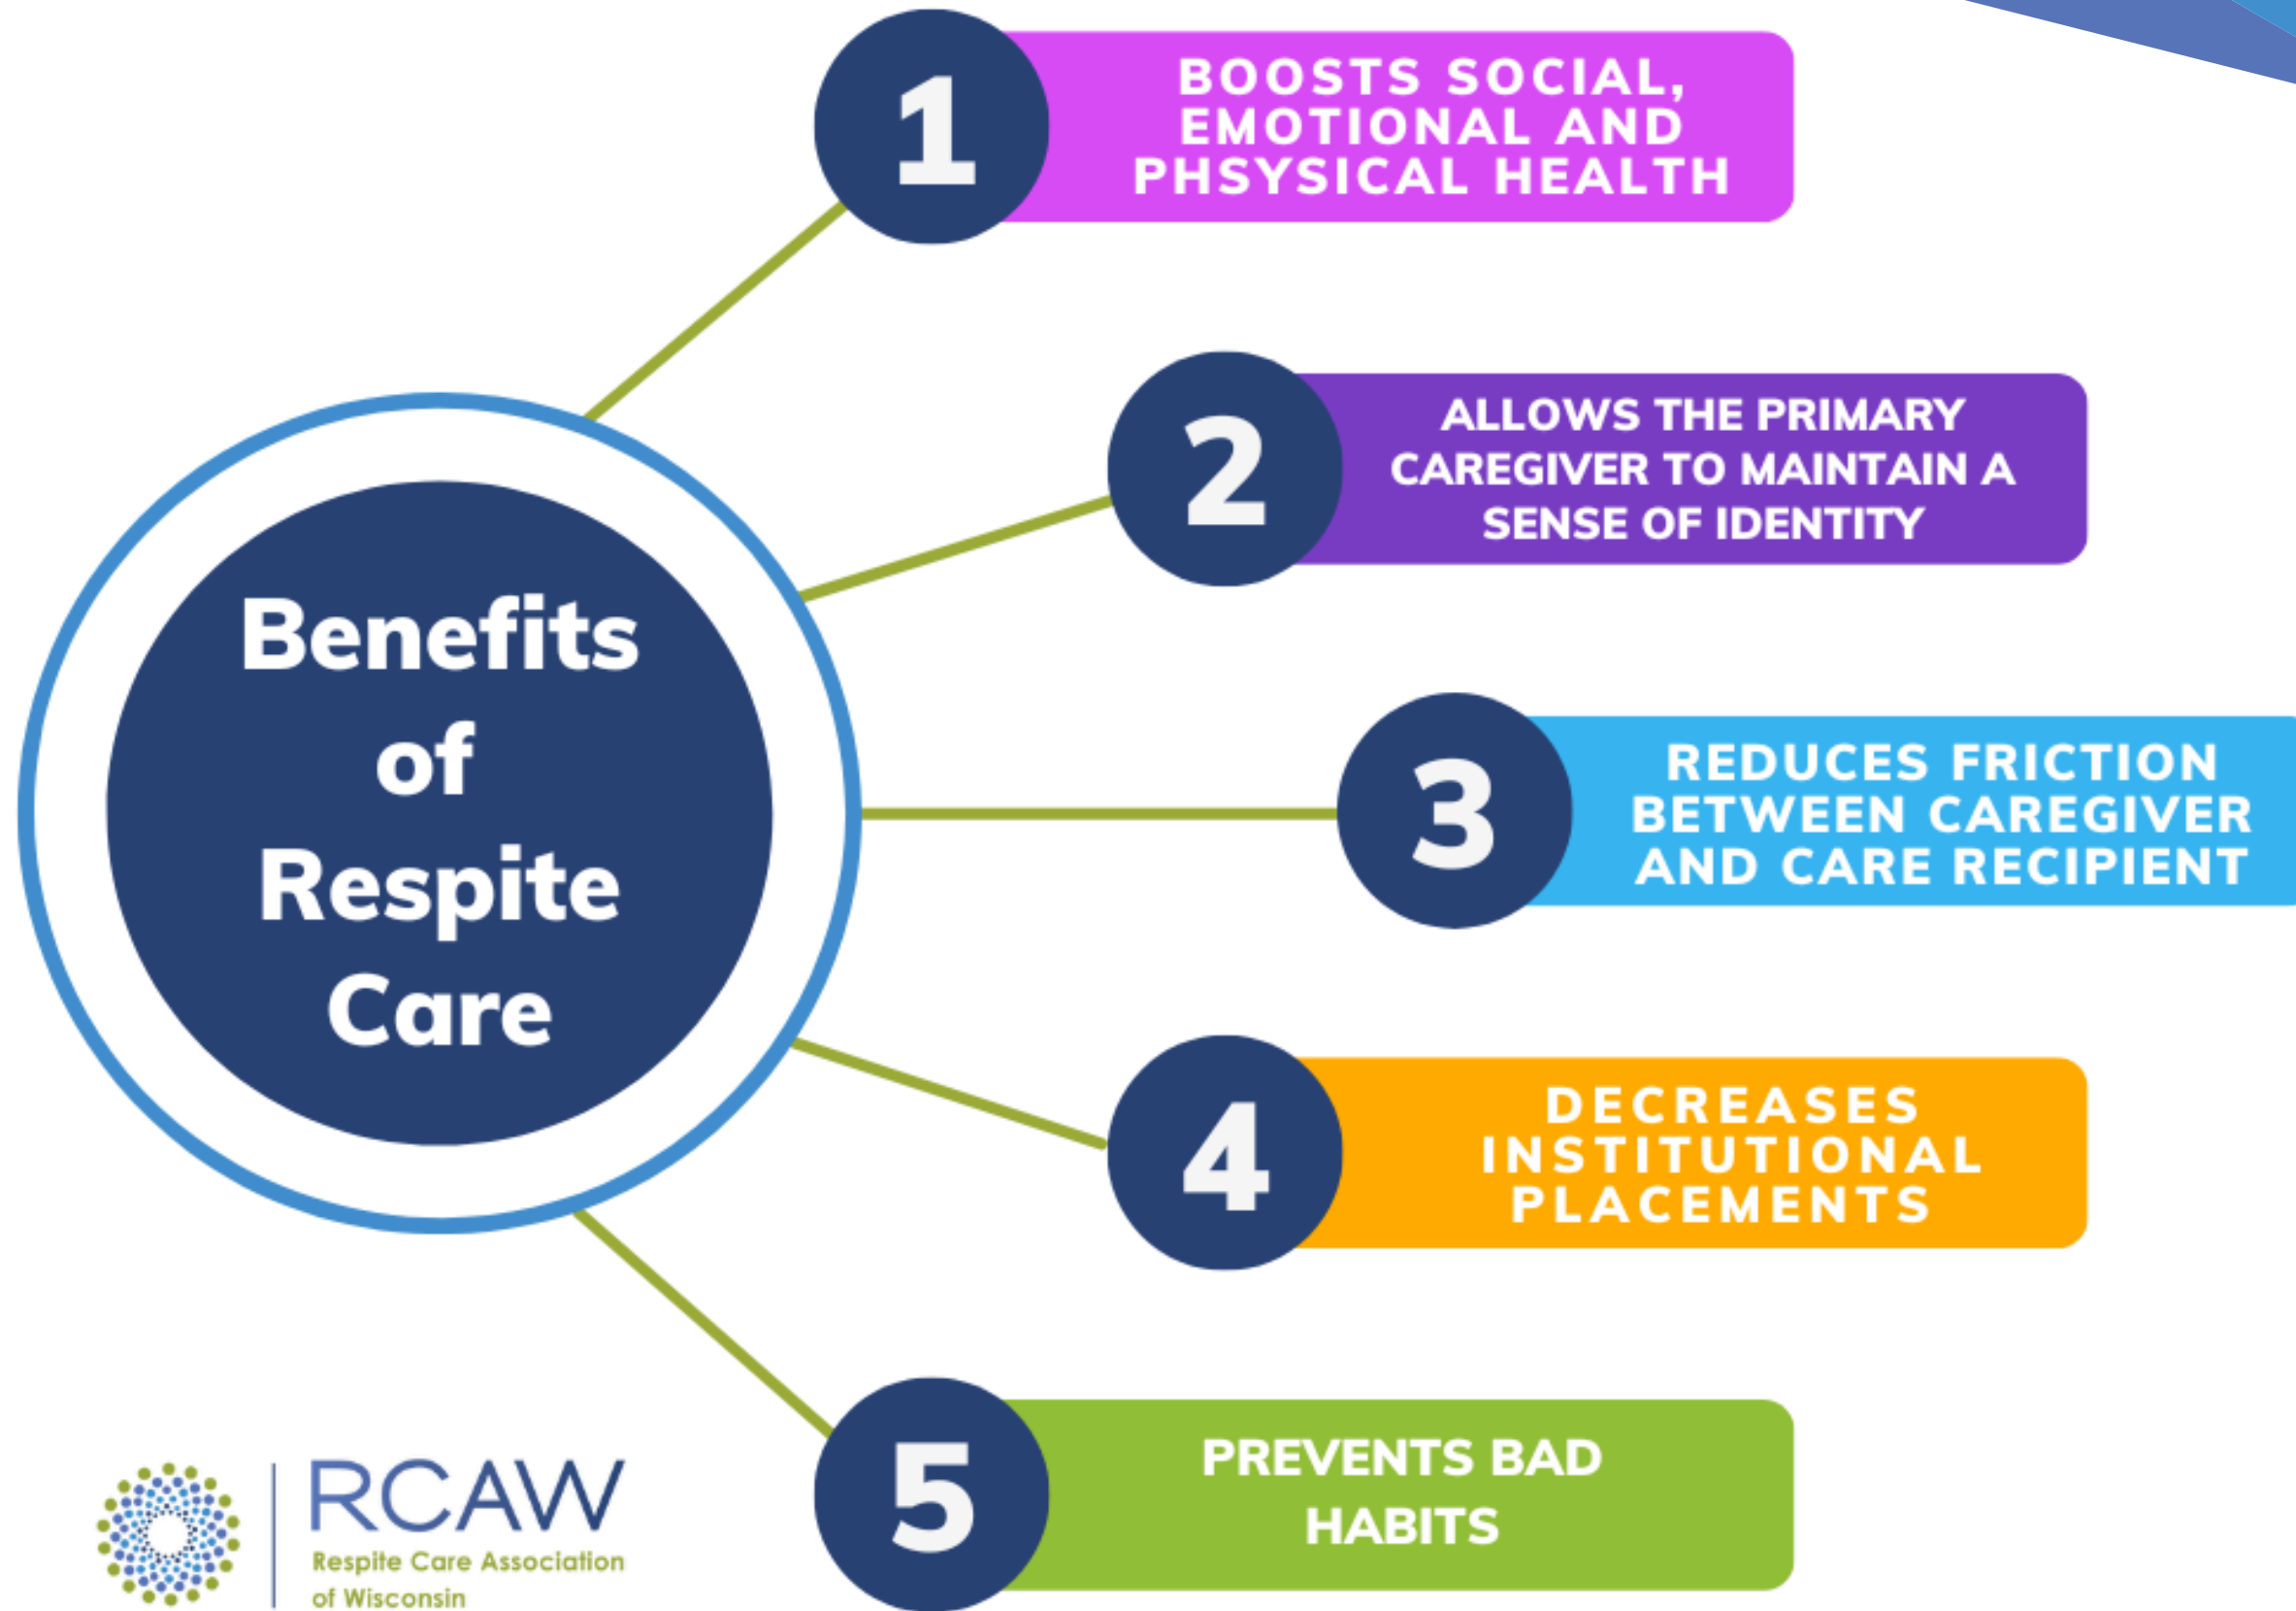 1
BOOSTS SOCIAL,
EMOTIONAL AND
PHSYSICAL HEALTH
2
ALLOWS THE PRIMARY
CAREGIVER TO MAINTAIN A
SENSE OF IDENTITY
Benefits
of
Respite
Care
3
REDUCES FRICTION
BETWEEN CAREGIVER
AND CARE RECIPIENT
4
DECREASES
INSTITUTIONAL
PLACEMENTS
5
PREVENTS BAD
HABITS
RCAW
Respite Care Association
of Wisconsin